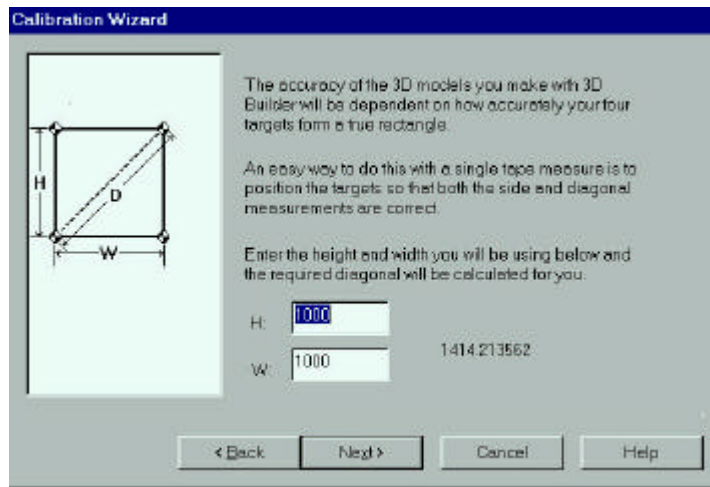 Calibration Wizard
The accuracy of the 3D models you make with 3D
Builder will be dependent on how accurately your four
targets form a true rectangle.
An easy way to do this with a single tape measure is to
position the targets so that both the side and diagonal
measurements are correct.
Enter the height and width you will be using below and
the required diagonal will be calculated for you.
H
D
W
H: 1000
W: 1000
1414.213562
< Back
Next >
Cancel
Help